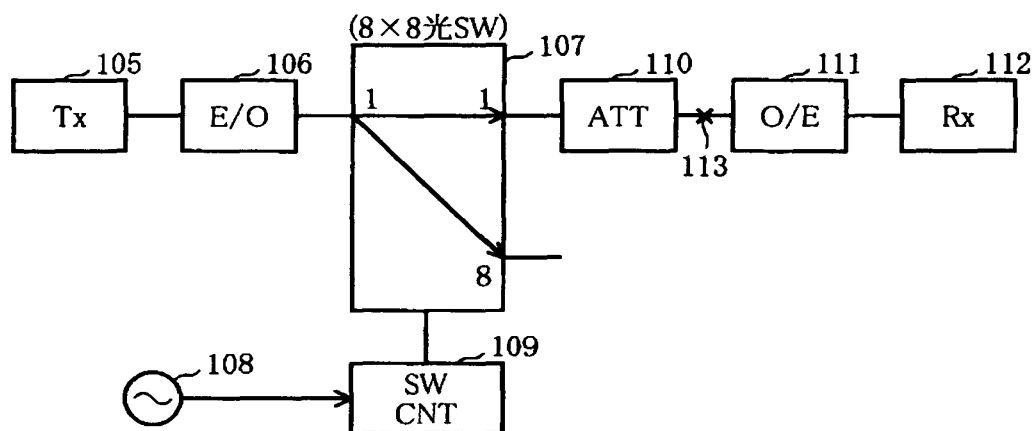 (8×8光SW)
105
106
107
110
111
112
Tx
E/O
1
1
ATT
O/E
Rx
113
8
108
109
SW
CNT